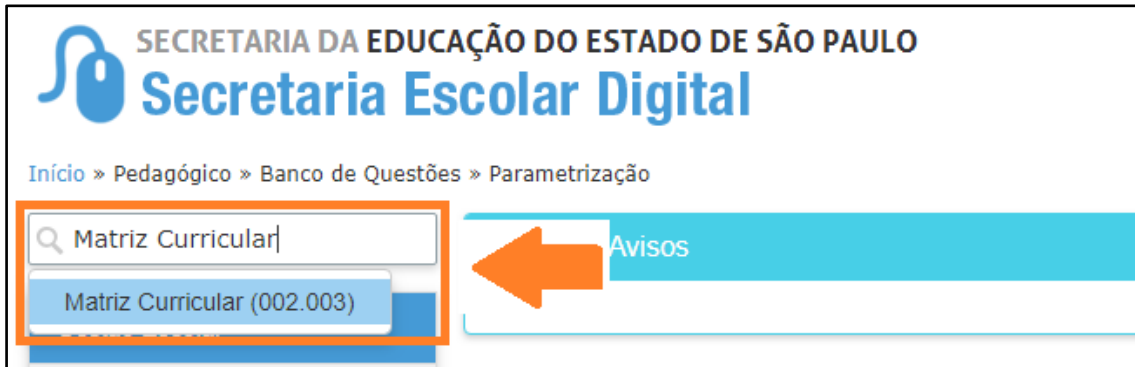 SECRETARIA DA EDUCAÇÃO DO ESTADO DE SÃO PAULO
Secretaria Escolar Digital
Início » Pedagógico » Banco de Questões » Parametrização
Matriz Curricular
Avisos
Matriz Curricular (002.003)